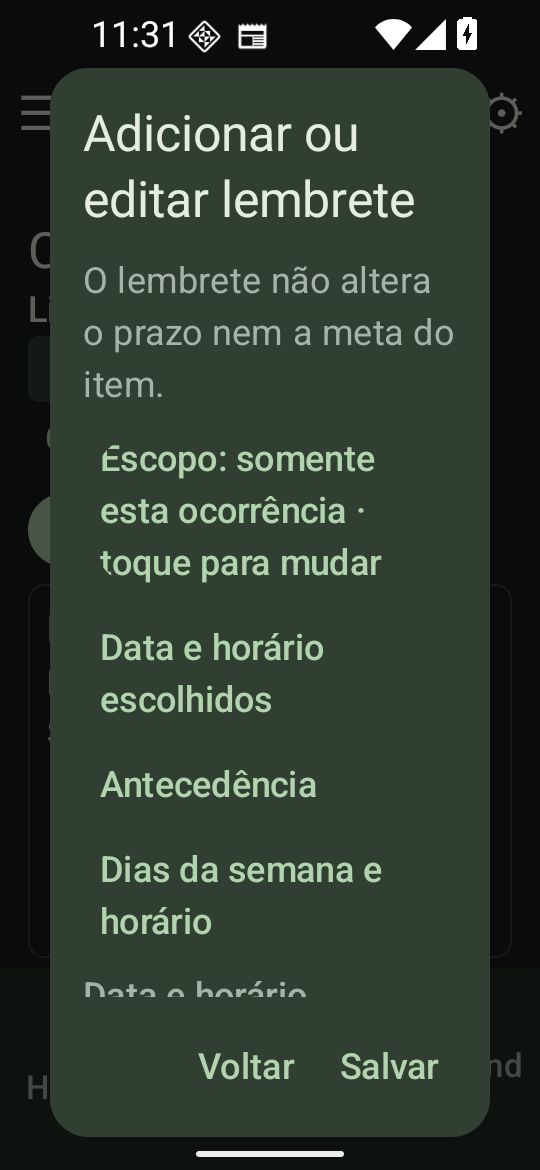 11:31
Adicionar ou
editar lembrete
O lembrete não altera
o prazo nem a meta do
item.
Escopo: somente
esta ocorrência ·
toque para mudar
Data e horário
escolhidos
Antecedência
Dias da semana e
horário
Data e horário
Voltar
Salvar